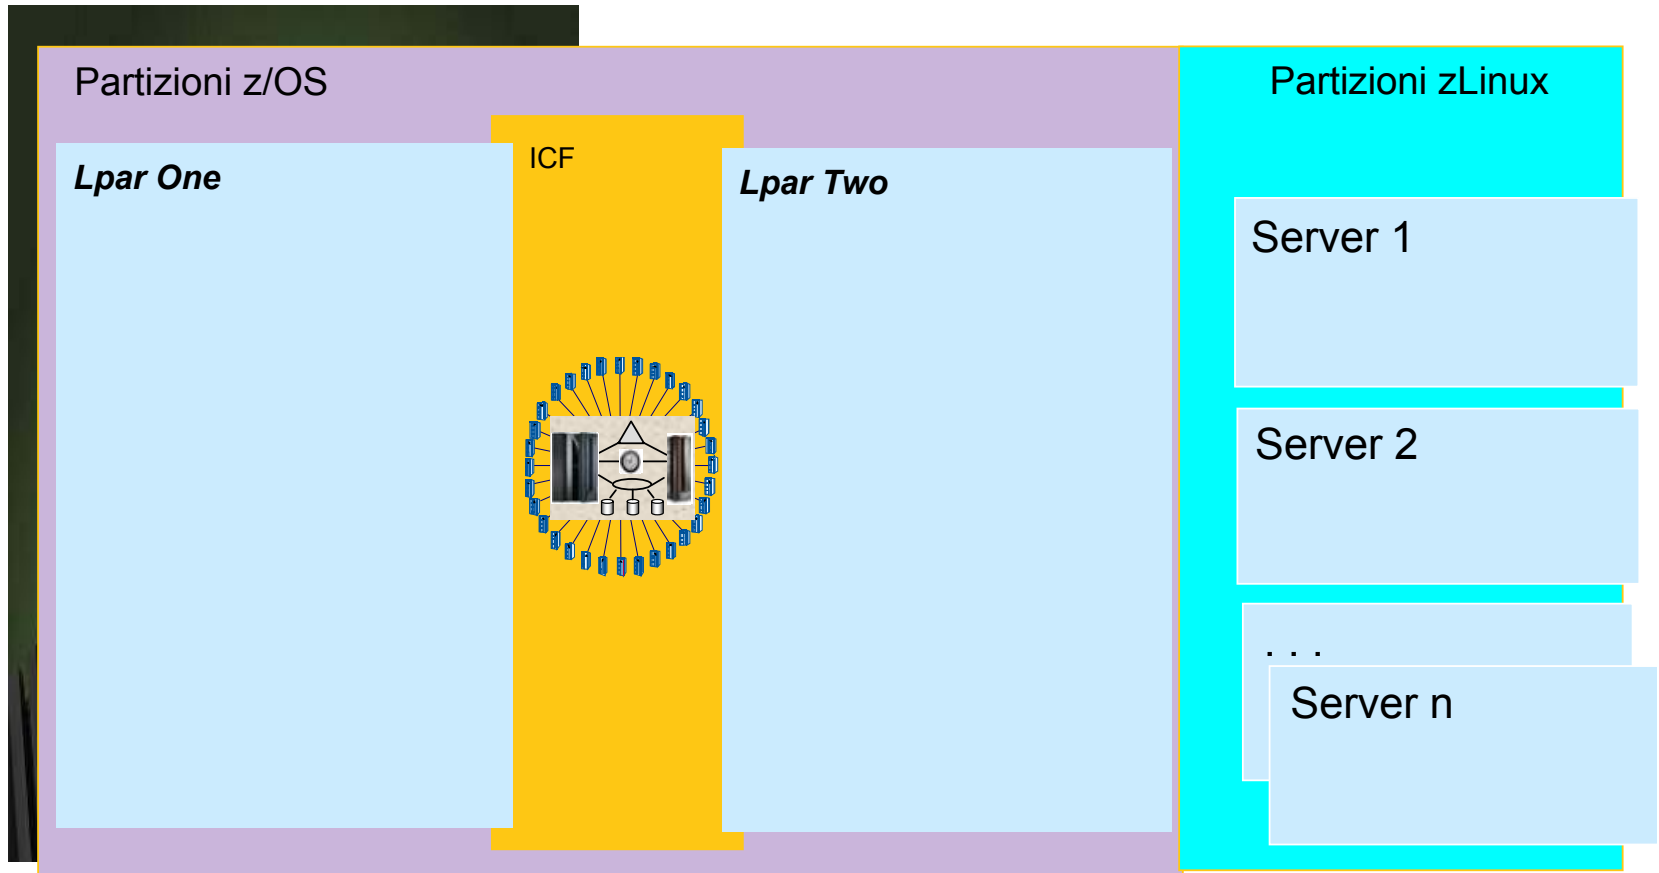 Partizioni z/OS
Partizioni zLinux
ICF
Lpar One
Lpar Two
Server 1
Server 2
. . .
Server n